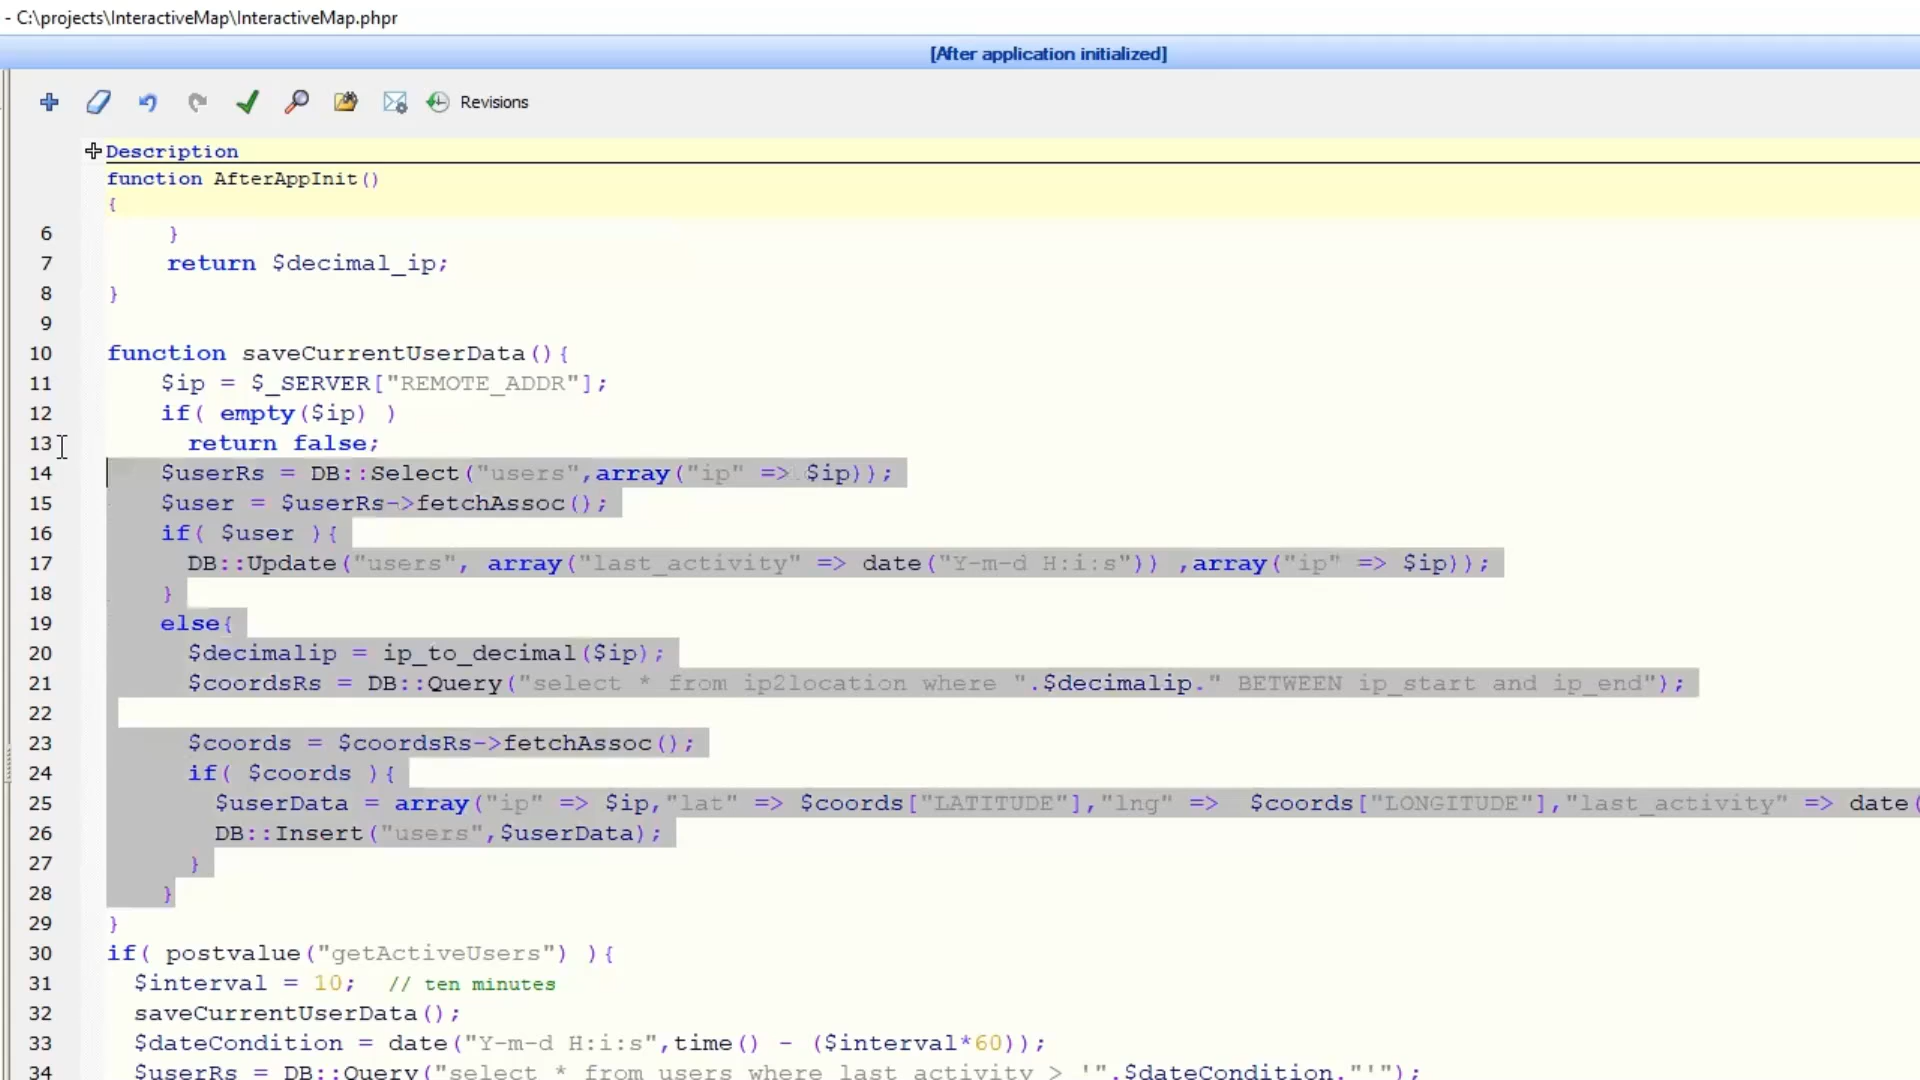 - C:\projects\InteractiveMap\InteractiveMap.phpr
[After application initialized]
Revisions
Description
function AfterAppInit()
{
6 }
7 return $decimal_ip;
8 }
9
10 function saveCurrentUserData(){
11 $ip = $_SERVER["REMOTE_ADDR"];
12 if( empty($ip) )
13 return false;
14 $userRs = DB::Select("users",array("ip" => $ip));
15 $user = $userRs->fetchAssoc();
16 if( $user ){
17 DB::Update("users", array("last_activity" => date("Y-m-d H:i:s")) ,array("ip" => $ip));
18 }
19 else{
20 $decimalip = ip_to_decimal($ip);
21 $coordsRs = DB::Query("select * from ip2location where ".$decimalip." BETWEEN ip_start and ip_end");
22
23 $coords = $coordsRs->fetchAssoc();
24 if( $coords ){
25 $userData = array("ip" => $ip,"lat" => $coords["LATITUDE"],"lng" => $coords["LONGITUDE"],"last_activity" => date(
26 DB::Insert("users",$userData);
27 }
28 }
29 }
30 if( postvalue("getActiveUsers") ){
31 $interval = 10; // ten minutes
32 saveCurrentUserData();
33 $dateCondition = date("Y-m-d H:i:s",time() - ($interval*60));
34 $userRs = DB::Query("select * from users where last_activity > '".$dateCondition."'");